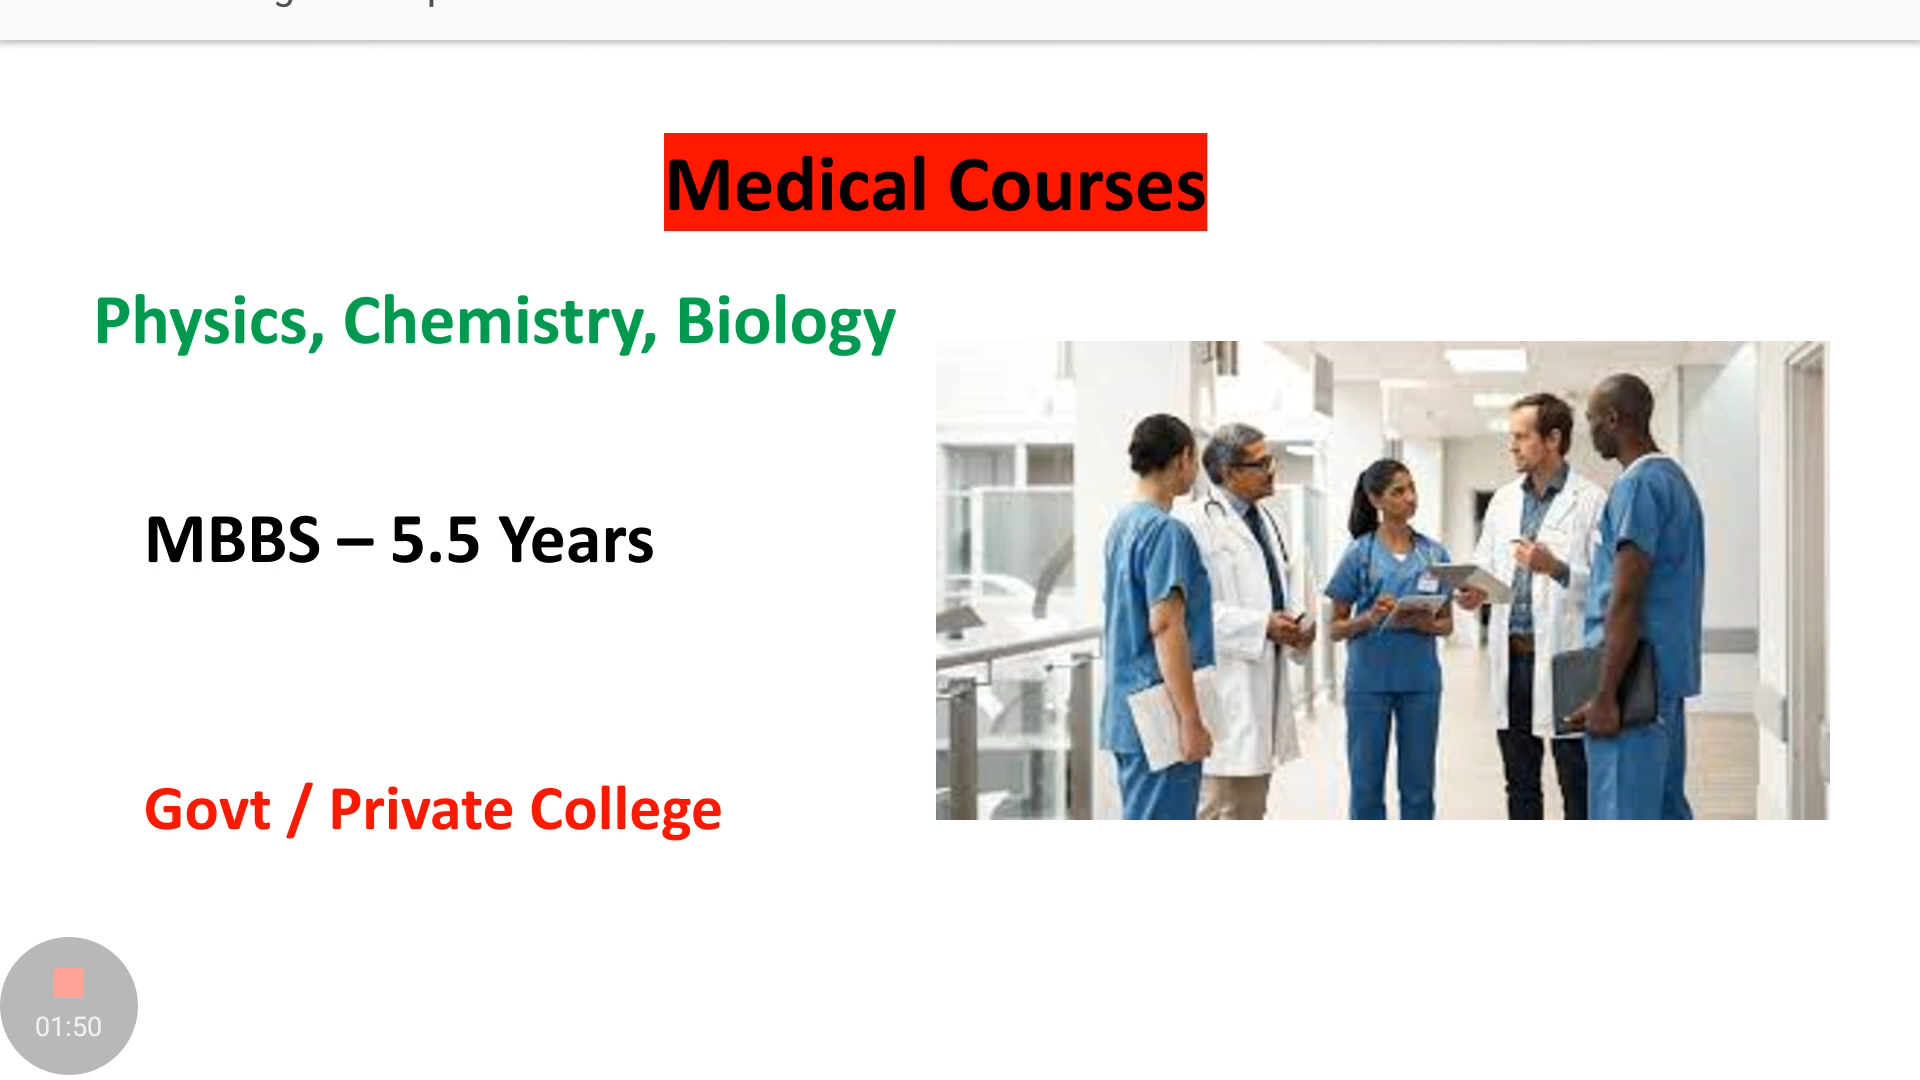 Medical Courses
Physics, Chemistry, Biology
MBBS – 5.5 Years
Govt / Private College
01:50